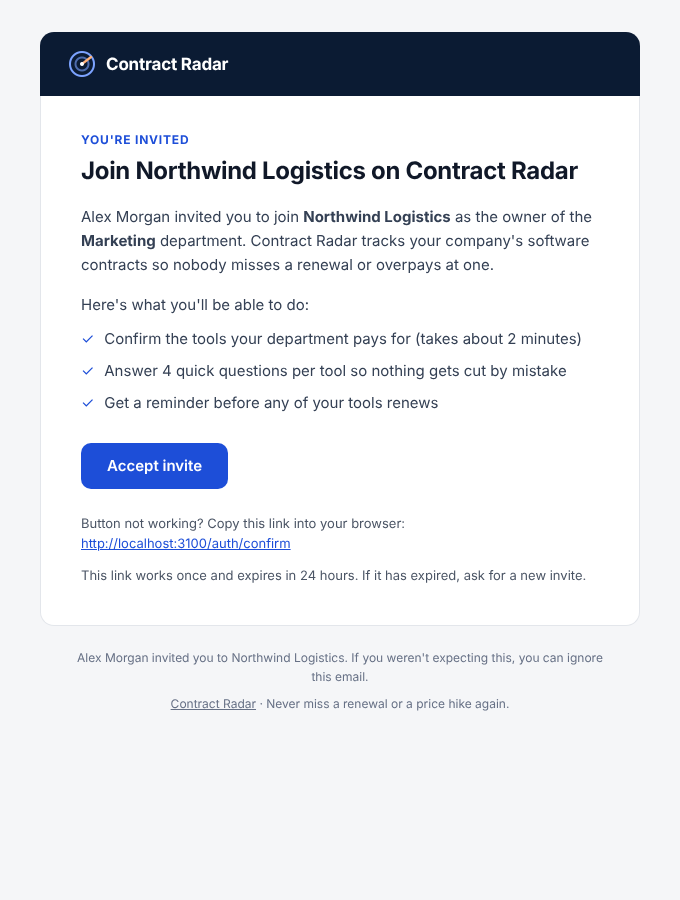 Contract Radar
YOU'RE INVITED
Join Northwind Logistics on Contract Radar
Alex Morgan invited you to join Northwind Logistics as the owner of the
Marketing department. Contract Radar tracks your company's software
contracts so nobody misses a renewal or overpays at one.
Here's what you'll be able to do:
✓ Confirm the tools your department pays for (takes about 2 minutes)
✓ Answer 4 quick questions per tool so nothing gets cut by mistake
✓ Get a reminder before any of your tools renews
Accept invite
Button not working? Copy this link into your browser:
http://localhost:3100/auth/confirm
This link works once and expires in 24 hours. If it has expired, ask for a new invite.
Alex Morgan invited you to Northwind Logistics. If you weren't expecting this, you can ignore
this email.
Contract Radar · Never miss a renewal or a price hike again.